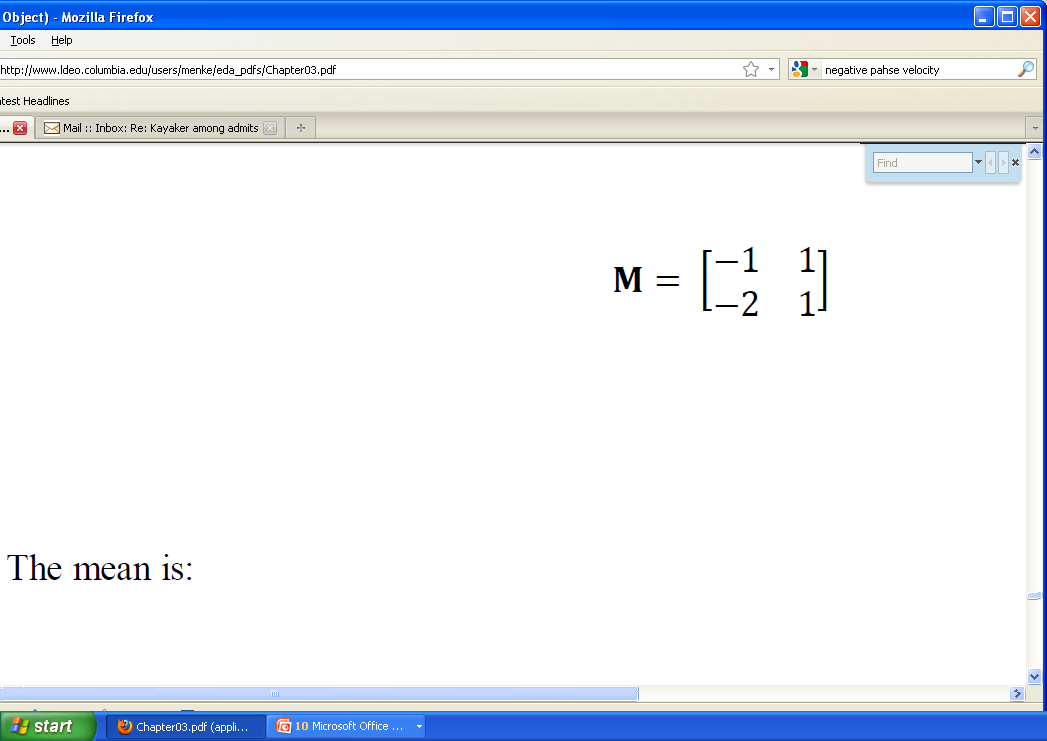 Object) - Mozilla Firefox
Tools Help
http://www.ldeo.columbia.edu/users/menke/eda_pdfs/Chapter03.pdf
negative pahse velocity
test Headlines
... Mail :: Inbox: Re: Kayaker among admits
Find
M = [−1 1
−2 1]
The mean is:
start Chapter03.pdf (appli... 10 Microsoft Office ...